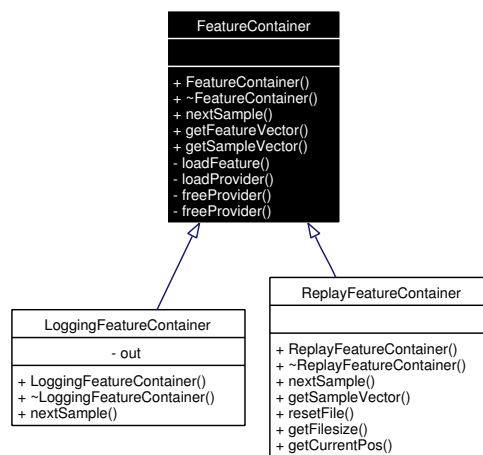 FeatureContainer
+ FeatureContainer()
+ ~FeatureContainer()
+ nextSample()
+ getFeatureVector()
+ getSampleVector()
- loadFeature()
- loadProvider()
- freeProvider()
- freeProvider()
LoggingFeatureContainer
- out
+ LoggingFeatureContainer()
+ ~LoggingFeatureContainer()
+ nextSample()
ReplayFeatureContainer
+ ReplayFeatureContainer()
+ ~ReplayFeatureContainer()
+ nextSample()
+ getSampleVector()
+ resetFile()
+ getFilesize()
+ getCurrentPos()